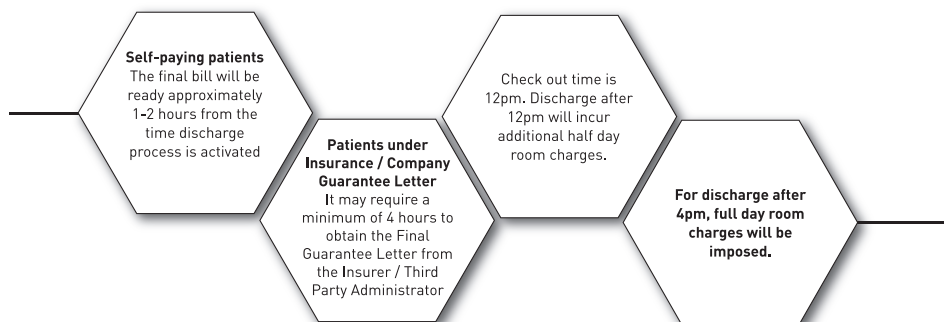 Self-paying patients
The final bill will be
ready approximately
1-2 hours from the
time discharge
process is activated
Patients under
Insurance / Company
Guarantee Letter
It may require a
minimum of 4 hours to
obtain the Final
Guarantee Letter from
the Insurer / Third
Party Administrator
Check out time is
12pm. Discharge after
12pm will incur
additional half day
room charges.
For discharge after
4pm, full day room
charges will be
imposed.